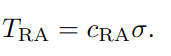 T_RA = c_RA σ.